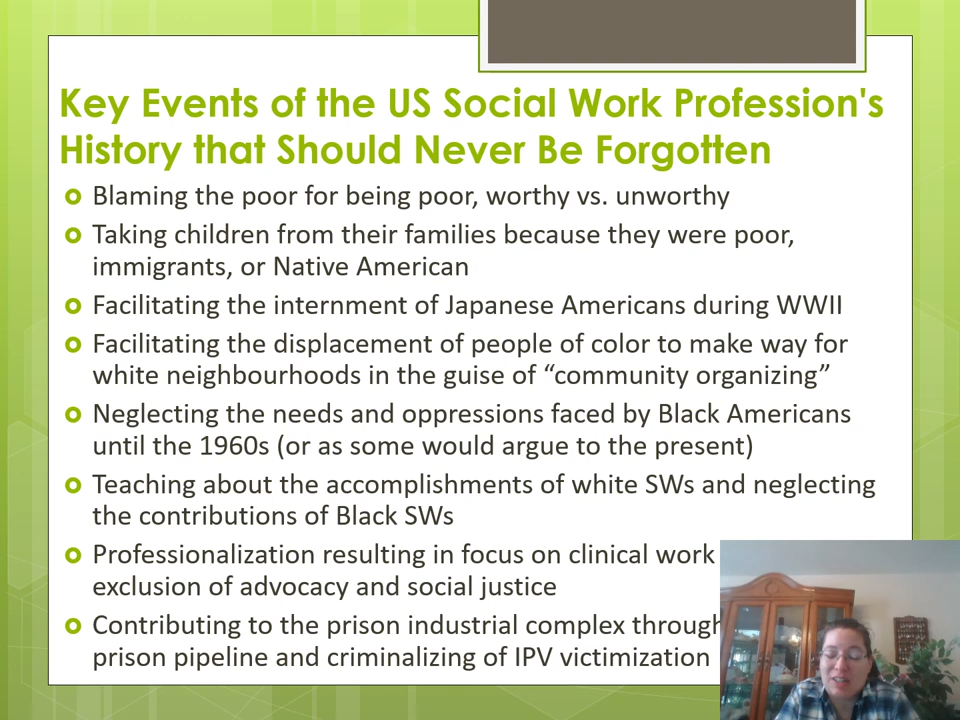 Key Events of the US Social Work Profession's
History that Should Never Be Forgotten
Blaming the poor for being poor, worthy vs. unworthy
Taking children from their families because they were poor,
immigrants, or Native American
Facilitating the internment of Japanese Americans during WWII
Facilitating the displacement of people of color to make way for
white neighbourhoods in the guise of “community organizing”
Neglecting the needs and oppressions faced by Black Americans
until the 1960s (or as some would argue to the present)
Teaching about the accomplishments of white SWs and neglecting
the contributions of Black SWs
Professionalization resulting in focus on clinical work
exclusion of advocacy and social justice
Contributing to the prison industrial complex through
prison pipeline and criminalizing of IPV victimization